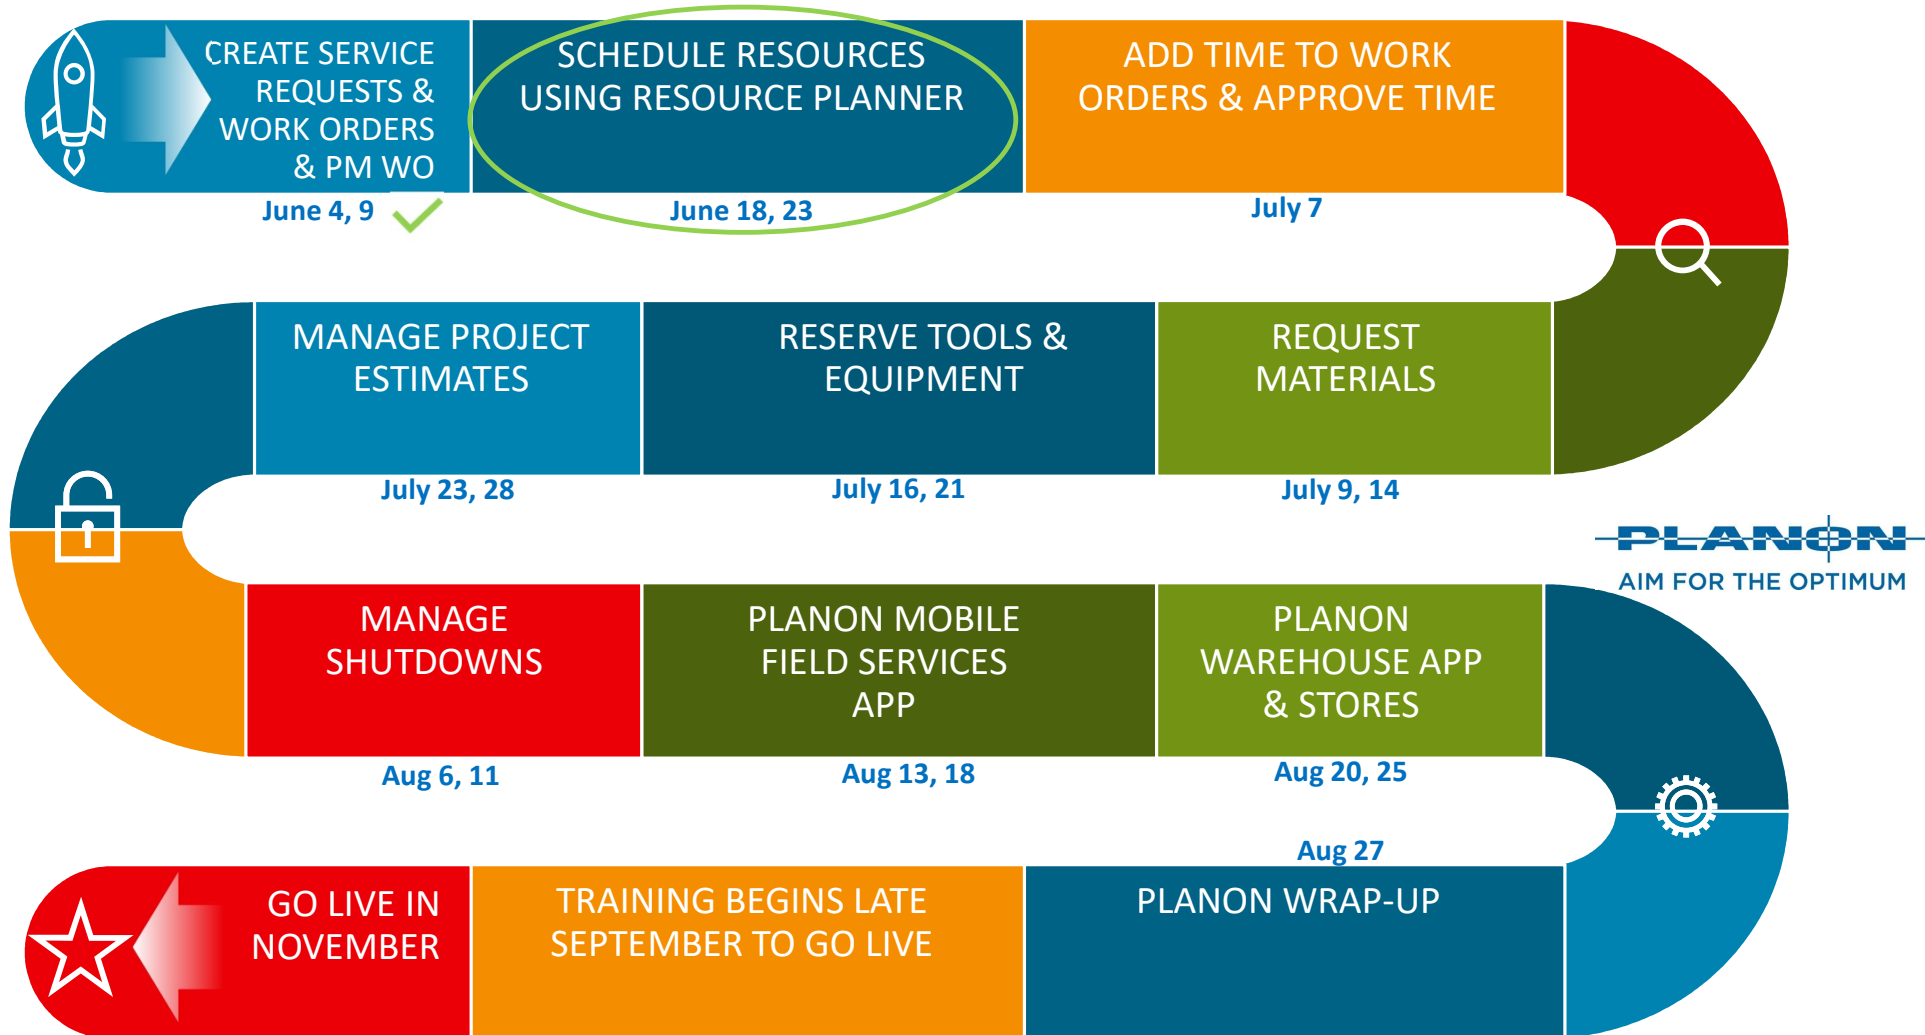 CREATE SERVICE
REQUESTS &
WORK ORDERS
& PM WO
June 4, 9
SCHEDULE RESOURCES
USING RESOURCE PLANNER
June 18, 23
ADD TIME TO WORK
ORDERS & APPROVE TIME
July 7
REQUEST
MATERIALS
July 9, 14
RESERVE TOOLS &
EQUIPMENT
July 16, 21
MANAGE PROJECT
ESTIMATES
July 23, 28
PLANON
AIM FOR THE OPTIMUM
MANAGE
SHUTDOWNS
Aug 6, 11
PLANON MOBILE
FIELD SERVICES
APP
Aug 13, 18
PLANON
WAREHOUSE APP
& STORES
Aug 20, 25
Aug 27
PLANON WRAP-UP
TRAINING BEGINS LATE
SEPTEMBER TO GO LIVE
GO LIVE IN
NOVEMBER